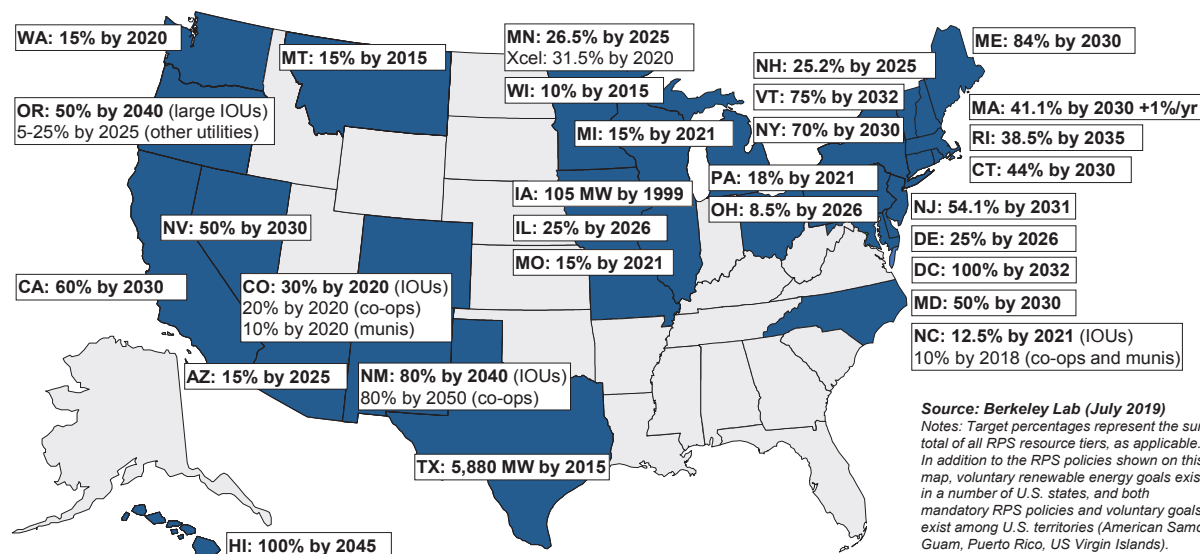 WA: 15% by 2020
MT: 15% by 2015
MN: 26.5% by 2025
Xcel: 31.5% by 2020
ME: 84% by 2030
NH: 25.2% by 2025
WI: 10% by 2015
VT: 75% by 2032
OR: 50% by 2040 (large IOUs)
5-25% by 2025 (other utilities)
MA: 41.1% by 2030 +1%/yr
MI: 15% by 2021
NY: 70% by 2030
RI: 38.5% by 2035
CT: 44% by 2030
PA: 18% by 2021
IA: 105 MW by 1999
OH: 8.5% by 2026
NJ: 54.1% by 2031
NV: 50% by 2030
IL: 25% by 2026
DE: 25% by 2026
MO: 15% by 2021
DC: 100% by 2032
CA: 60% by 2030
CO: 30% by 2020 (IOUs)
20% by 2020 (co-ops)
10% by 2020 (munis)
MD: 50% by 2030
NC: 12.5% by 2021 (IOUs)
10% by 2018 (co-ops and munis)
AZ: 15% by 2025
NM: 80% by 2040 (IOUs)
80% by 2050 (co-ops)
TX: 5,880 MW by 2015
HI: 100% by 2045
Source: Berkeley Lab (July 2019)
Notes: Target percentages represent the
total of all RPS resource tiers, as applicable.
In addition to the RPS policies shown on this
map, voluntary renewable energy goals
in a number of U.S. states, and both
mandatory RPS policies and voluntary goals
exist among U.S. territories (American
Guam, Puerto Rico, US Virgin Islands).